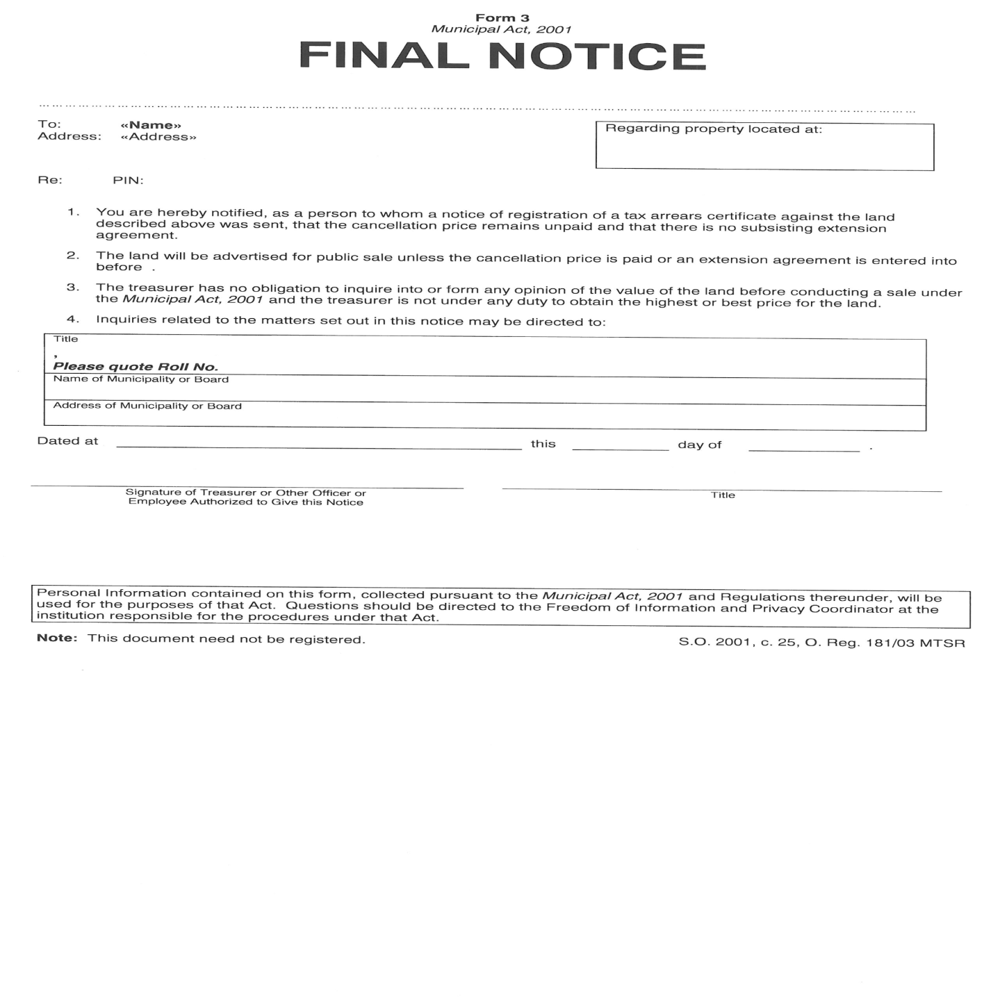 Form 3
Municipal Act, 2001
FINAL NOTICE
To: «Name»
Address: «Address»
Regarding property located at:
Re: PIN:
1. You are hereby notified, as a person to whom a notice of registration of a tax arrears certificate against the land
described above was sent, that the cancellation price remains unpaid and that there is no subsisting extension
agreement.
2. The land will be advertised for public sale unless the cancellation price is paid or an extension agreement is entered into
before .
3. The treasurer has no obligation to inquire into or form any opinion of the value of the land before conducting a sale under
the Municipal Act, 2001 and the treasurer is not under any duty to obtain the highest or best price for the land.
4. Inquiries related to the matters set out in this notice may be directed to:
Title
,
Please quote Roll No.
Name of Municipality or Board
Address of Municipality or Board
Dated at ____ this ____ day of ____ .
Signature of Treasurer or Other Officer or
Employee Authorized to Give this Notice
Title
Personal Information contained on this form, collected pursuant to the Municipal Act, 2001 and Regulations thereunder, will be
used for the purposes of that Act. Questions should be directed to the Freedom of Information and Privacy Coordinator at the
institution responsible for the procedures under that Act.
Note: This document need not be registered.
S.O. 2001, c. 25, O. Reg. 181/03 MTSR